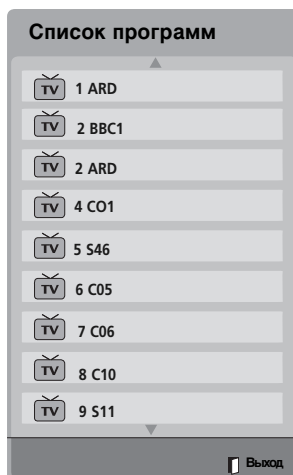 Список программ
TV 1 ARD
TV 2 BBC1
TV 2 ARD
TV 4 CO1
TV 5 S46
TV 6 C05
TV 7 C06
TV 8 C10
TV 9 S11
Выход